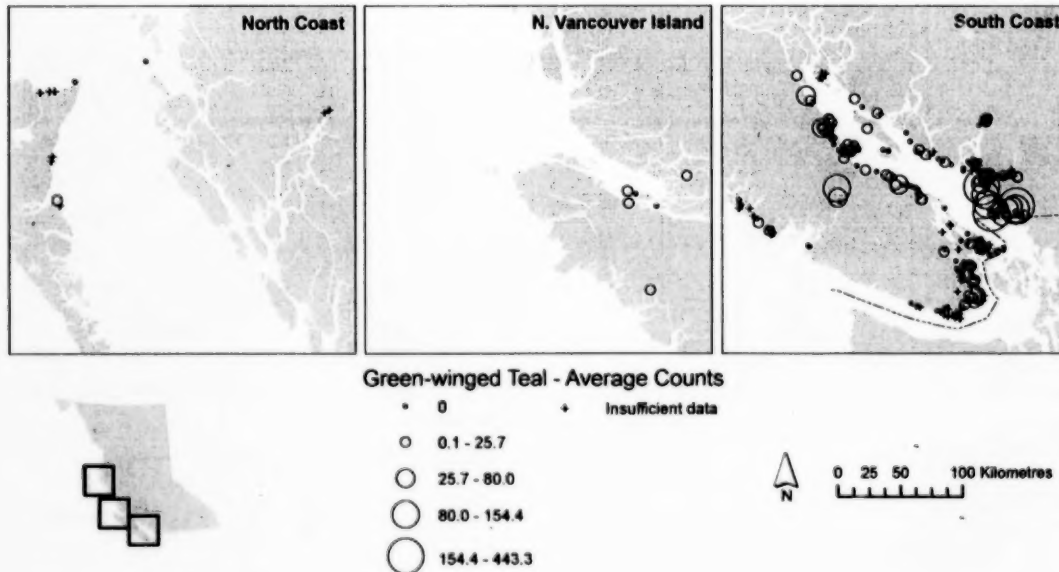 North Coast
N. Vancouver Island
South Coast
Green-winged Teal - Average Counts
0
Insufficient data
0.1 - 25.7
25.7 - 80.0
80.0 - 154.4
154.4 - 443.3
N
0 25 50 100 Kilometres